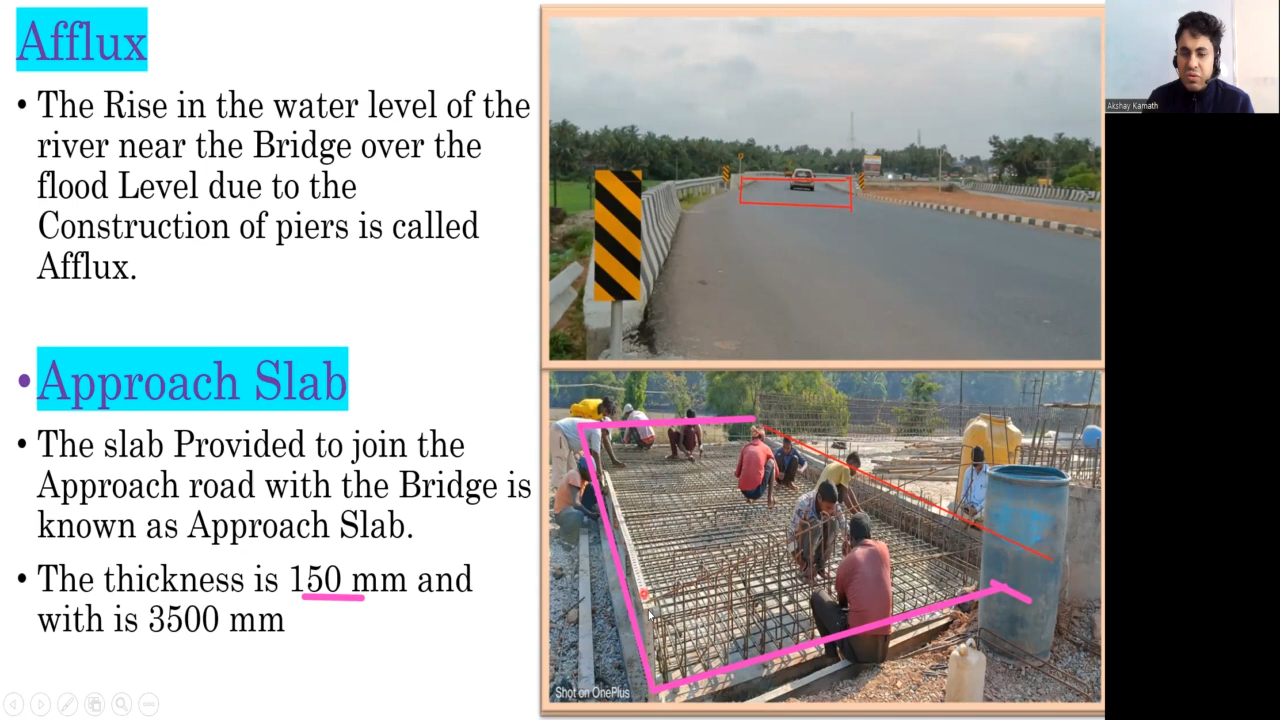 Afflux
• The Rise in the water level of the
river near the Bridge over the
flood Level due to the
Construction of piers is called
Afflux.
• Approach Slab
• The slab Provided to join the
Approach road with the Bridge is
known as Approach Slab.
• The thickness is 150 mm and
with is 3500 mm
Shot on OnePlus
Akshay Kamath